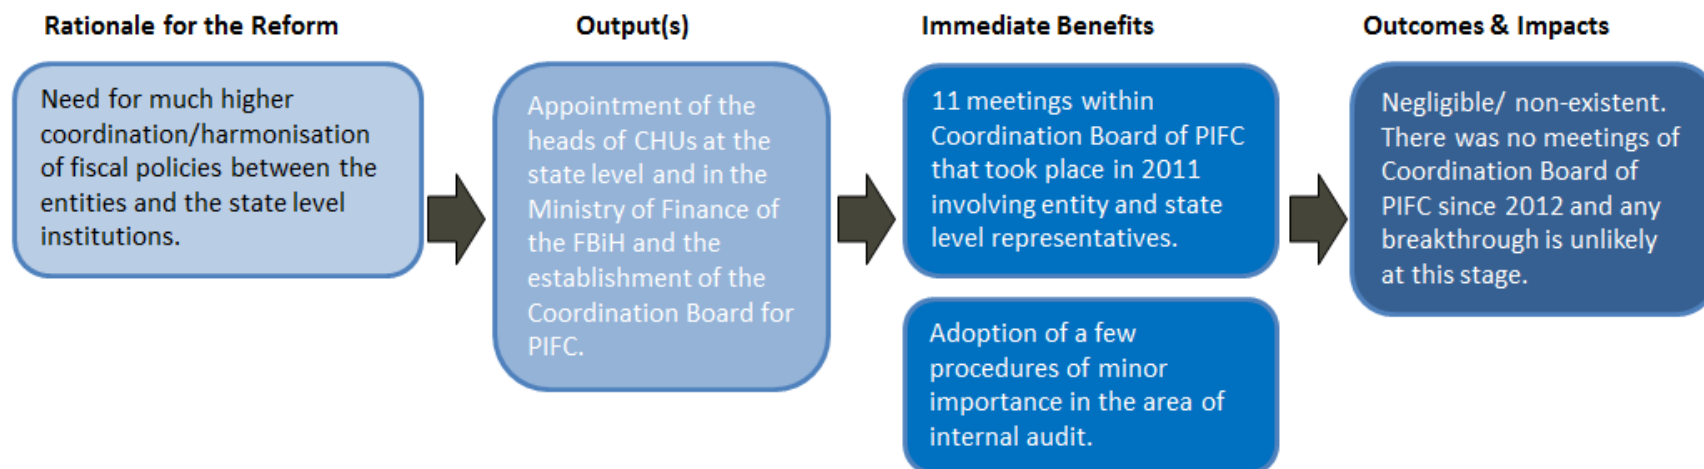 Rationale for the Reform
Output(s)
Immediate Benefits
Outcomes & Impacts
Need for much higher
coordination/harmonisation
of fiscal policies between the
entities and the state level
institutions.
Appointment of the
heads of CHUs at the
state level and in the
Ministry of Finance of
the FBiH and the
establishment of the
Coordination Board for
PIFC.
11 meetings within
Coordination Board of PIFC
that took place in 2011
involving entity and state
level representatives.
Adoption of a few
procedures of minor
importance in the area of
internal audit.
Negligible/ non-existent.
There was no meetings of
Coordination Board of
PIFC since 2012 and any
breakthrough is unlikely
at this stage.